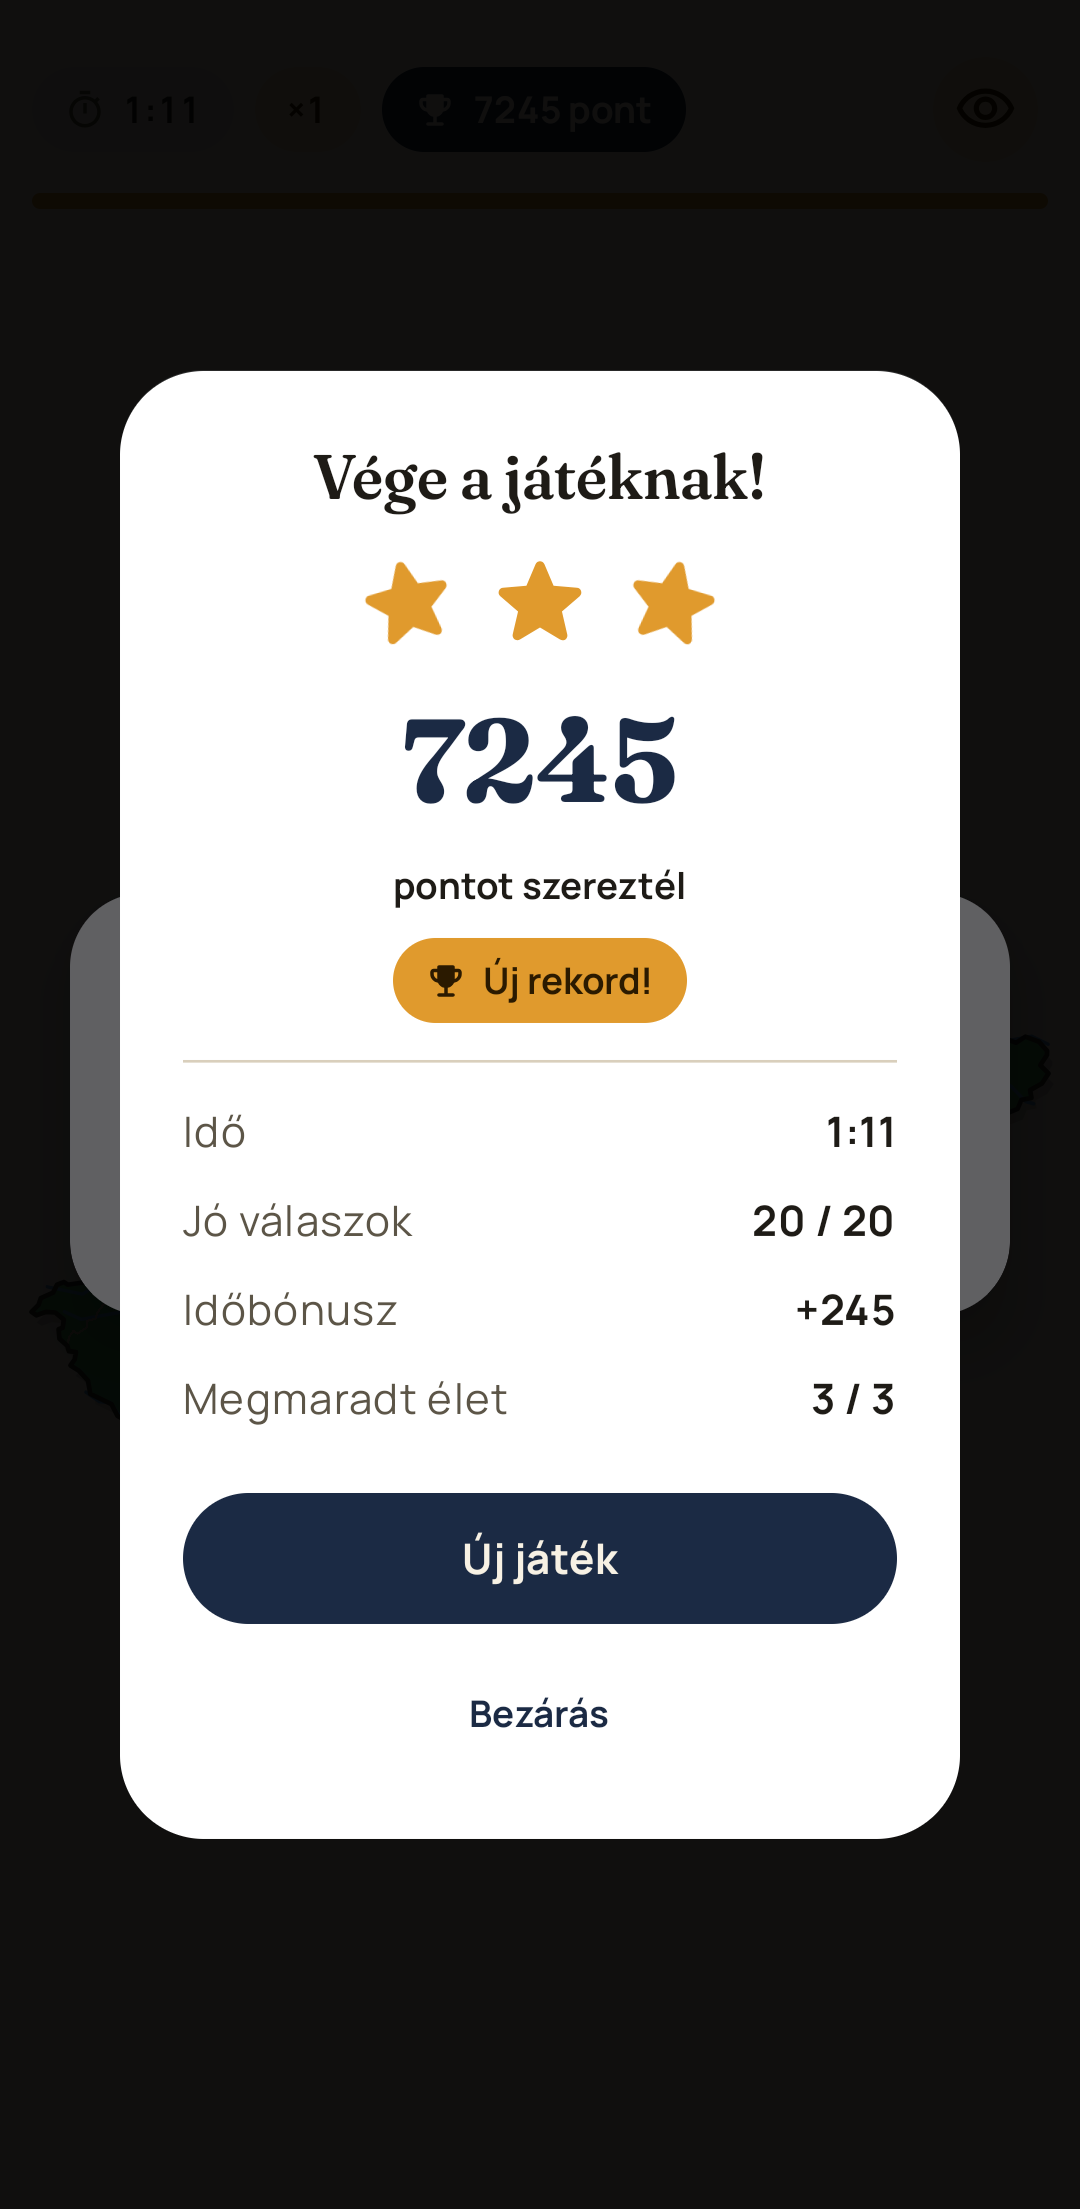 1:11 ×1 7245 pont
Vége a játéknak!
7245
pontot szereztél
Új rekord!
Idő 1:11
Jó válaszok 20 / 20
Időbónusz +245
Megmaradt élet 3 / 3
Új játék
Bezárás